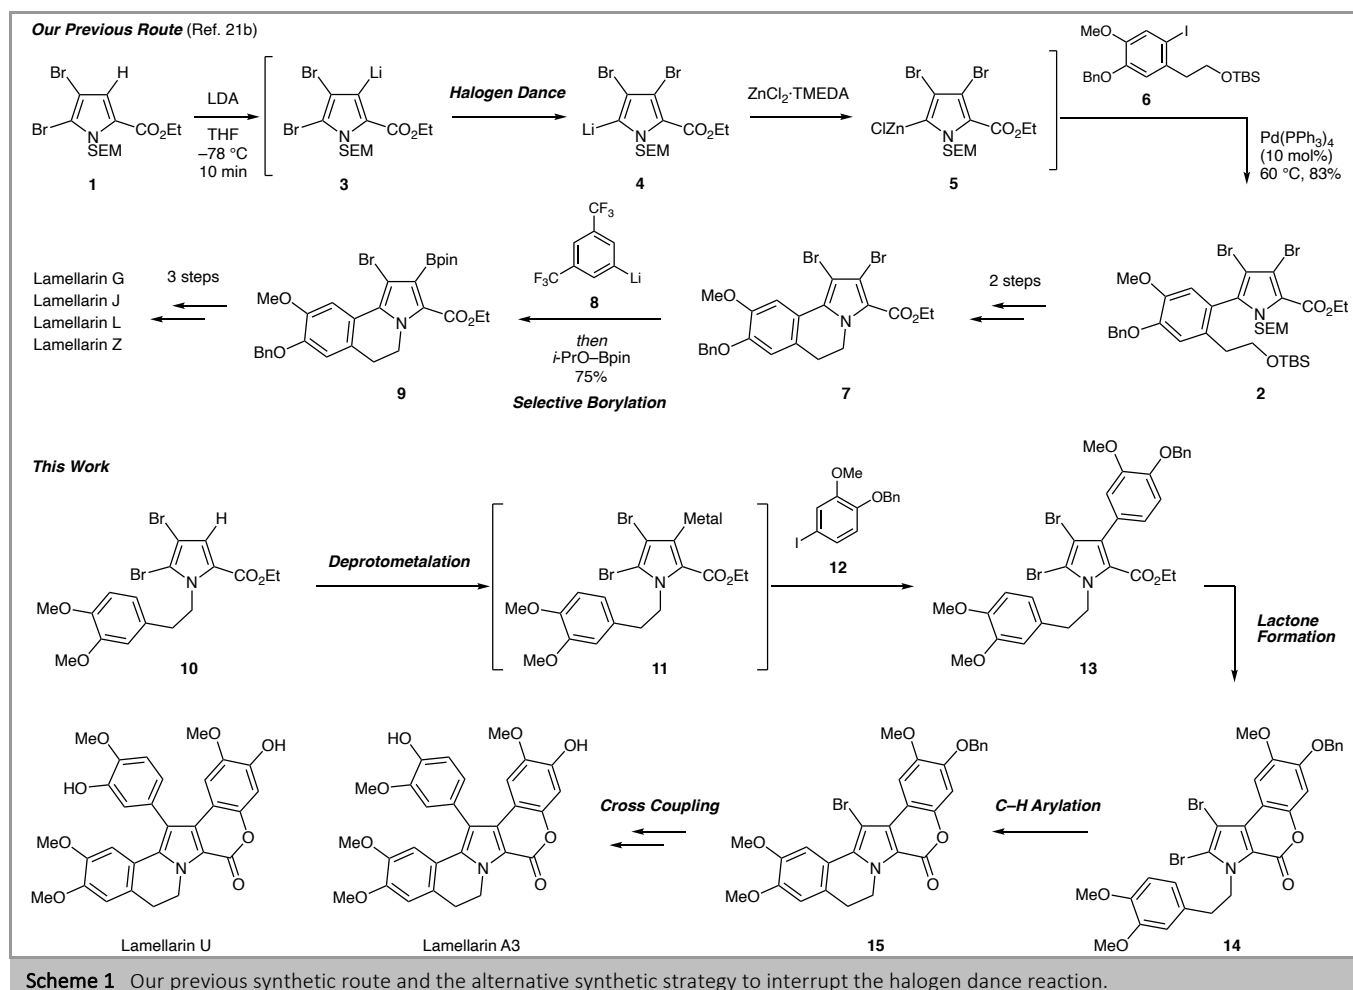 Our Previous Route (Ref. 21b)
Br
H
Br
N
SEM
CO2Et
1
LDA
THF
–78 °C
10 min
Br
Li
Br
N
SEM
CO2Et
3
Halogen Dance
Br
Br
Li
N
SEM
CO2Et
4
ZnCl2·TMEDA
Br
Br
ClZn
N
SEM
CO2Et
5
MeO
I
BnO
OTBS
6
Pd(PPh3)4
(10 mol%)
60 °C, 83%
Lamellarin G
Lamellarin J
Lamellarin L
Lamellarin Z
3 steps
Br
Bpin
MeO
N
CO2Et
BnO
9
CF3
F3C
Li
8
then
i-PrO–Bpin
75%
Selective Borylation
Br
Br
MeO
N
CO2Et
BnO
7
2 steps
Br
Br
MeO
N
CO2Et
SEM
BnO
OTBS
2
This Work
Br
H
Br
N
CO2Et
MeO
MeO
10
Deprotometalation
Br
Metal
Br
N
CO2Et
MeO
MeO
11
OMe
OBn
I
12
MeO
OBn
Br
Br
N
CO2Et
MeO
MeO
13
Lactone
Formation
MeO
MeO
OH
HO
MeO
N
O
O
MeO
Lamellarin U
HO
MeO
OH
MeO
MeO
N
O
O
MeO
Lamellarin A3
Cross Coupling
MeO
OBn
Br
MeO
N
O
O
MeO
15
C–H Arylation
MeO
OBn
Br
Br
N
O
O
MeO
MeO
14
Scheme 1 Our previous synthetic route and the alternative synthetic strategy to interrupt the halogen dance reaction.